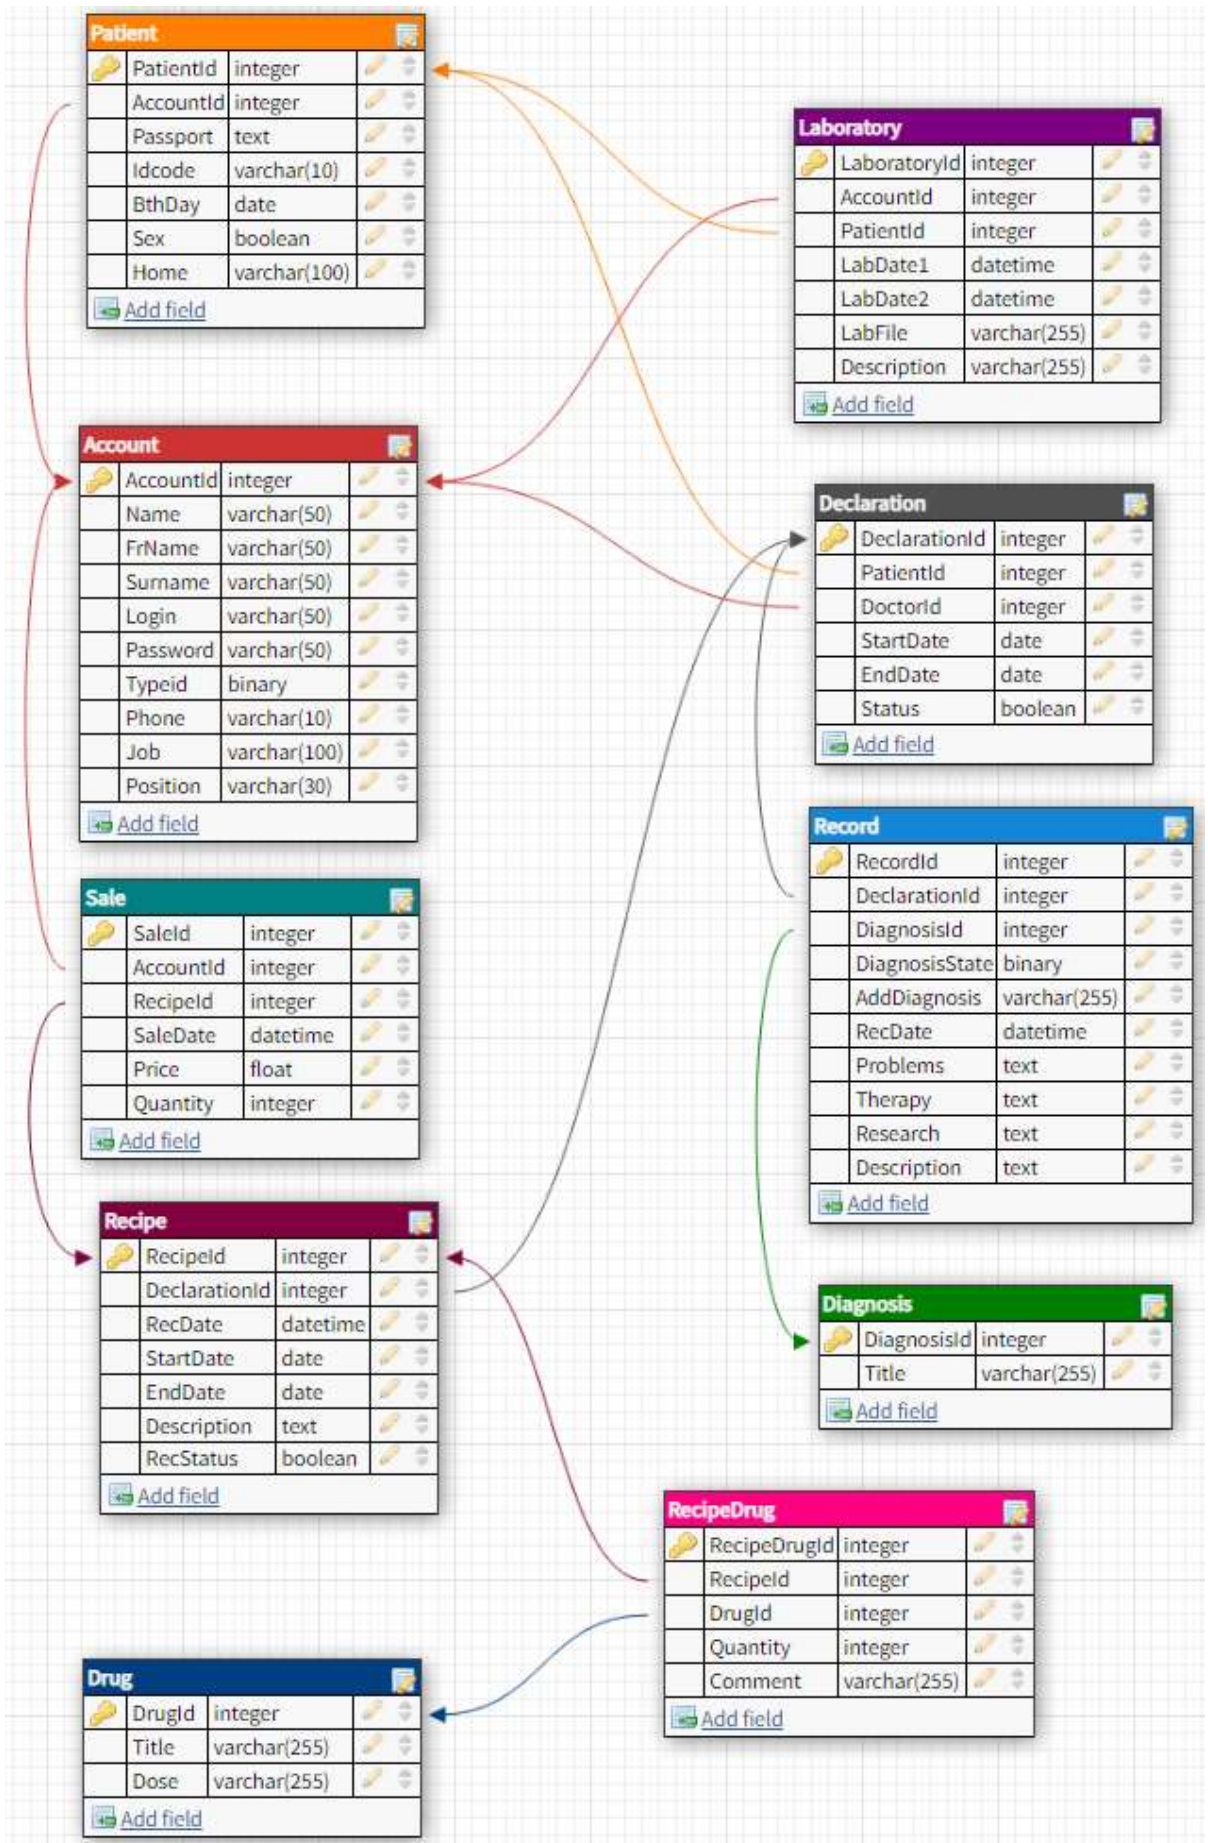 Patient
PatientId integer
AccountId integer
Passport text
Idcode varchar(10)
BthDay date
Sex boolean
Home varchar(100)
Add field
Laboratory
LaboratoryId integer
AccountId integer
PatientId integer
LabDate1 datetime
LabDate2 datetime
LabFile varchar(255)
Description varchar(255)
Add field
Account
AccountId integer
Name varchar(50)
FrName varchar(50)
Surname varchar(50)
Login varchar(50)
Password varchar(50)
Typeid binary
Phone varchar(10)
Job varchar(100)
Position varchar(30)
Add field
Declaration
DeclarationId integer
PatientId integer
DoctorId integer
StartDate date
EndDate date
Status boolean
Add field
Record
RecordId integer
DeclarationId integer
DiagnosisId integer
DiagnosisState binary
AddDiagnosis varchar(255)
RecDate datetime
Problems text
Therapy text
Research text
Description text
Add field
Sale
SaleId integer
AccountId integer
RecipeId integer
SaleDate datetime
Price float
Quantity integer
Add field
Recipe
RecipeId integer
DeclarationId integer
RecDate datetime
StartDate date
EndDate date
Description text
RecStatus boolean
Add field
Diagnosis
DiagnosisId integer
Title varchar(255)
Add field
RecipeDrug
RecipeDrugId integer
RecipeId integer
DrugId integer
Quantity integer
Comment varchar(255)
Add field
Drug
DrugId integer
Title varchar(255)
Dose varchar(255)
Add field